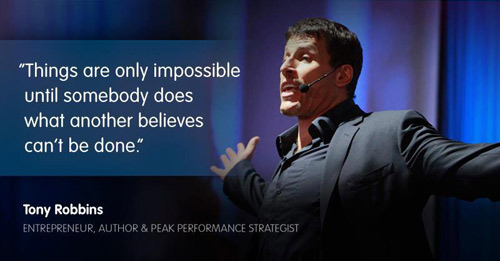 “Things are only impossible
until somebody does
what another believes
can’t be done.”
Tony Robbins
ENTREPRENEUR, AUTHOR & PEAK PERFORMANCE STRATEGIST